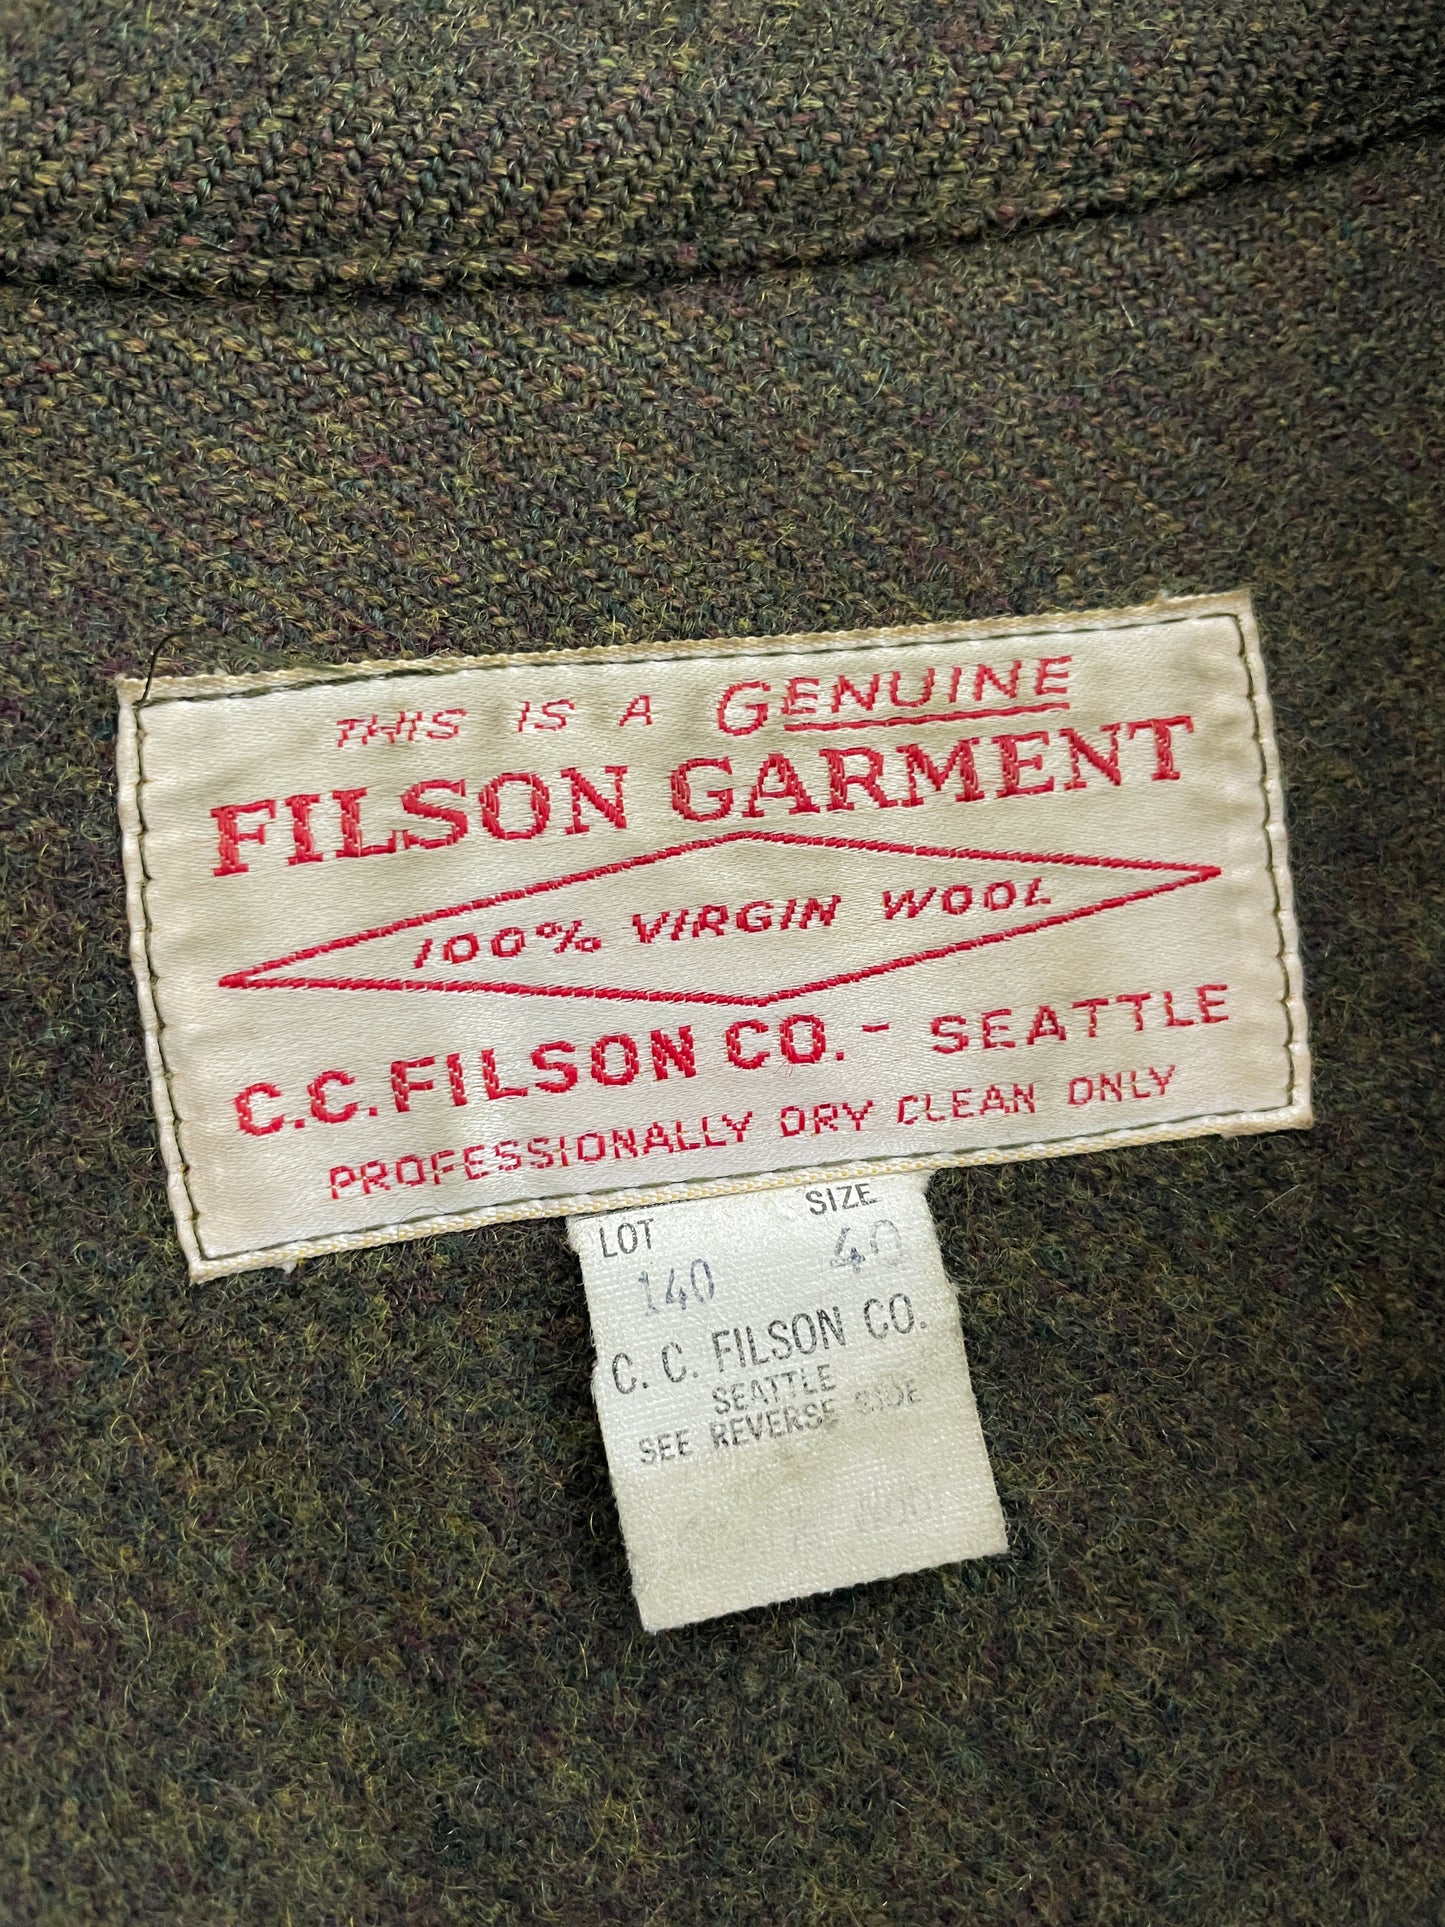 THIS IS A GENUINE
FILSON GARMENT
100% VIRGIN WOOL
C.C. FILSON CO. - SEATTLE
PROFESSIONALLY DRY CLEAN ONLY
LOT SIZE
140 40
C. C. FILSON CO.
SEATTLE
SEE REVERSE SIDE